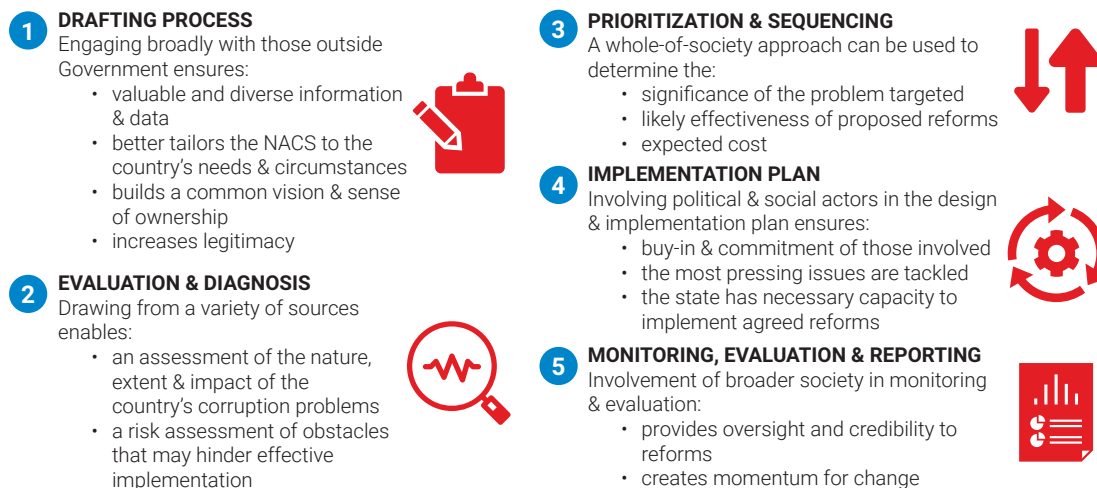 1
DRAFTING PROCESS
Engaging broadly with those outside
Government ensures:
• valuable and diverse information
& data
• better tailors the NACS to the
country’s needs & circumstances
• builds a common vision & sense
of ownership
• increases legitimacy
2
EVALUATION & DIAGNOSIS
Drawing from a variety of sources
enables:
• an assessment of the nature,
extent & impact of the
country’s corruption problems
• a risk assessment of obstacles
that may hinder effective
implementation
3
PRIORITIZATION & SEQUENCING
A whole-of-society approach can be used to
determine the:
• significance of the problem targeted
• likely effectiveness of proposed reforms
• expected cost
4
IMPLEMENTATION PLAN
Involving political & social actors in the design
& implementation plan ensures:
• buy-in & commitment of those involved
• the most pressing issues are tackled
• the state has necessary capacity to
implement agreed reforms
5
MONITORING, EVALUATION & REPORTING
Involvement of broader society in monitoring
& evaluation:
• provides oversight and credibility to
reforms
• creates momentum for change